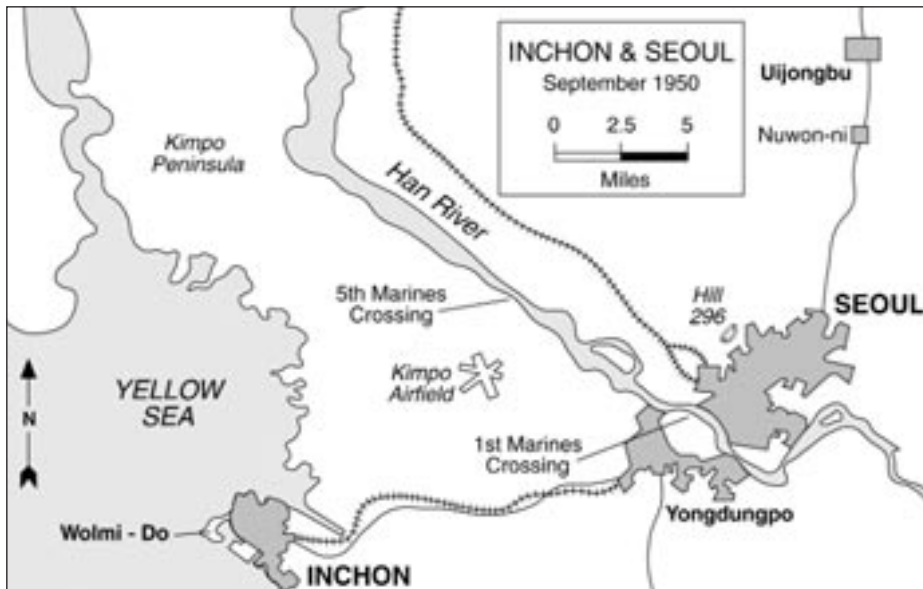 INCHON & SEOUL
September 1950
0 2.5 5
Miles
Uijongbu
Nuwon-ni
Kimpo
Peninsula
Han River
5th Marines
Crossing
Hill
296
SEOUL
Kimpo
Airfield
YELLOW
SEA
N
1st Marines
Crossing
Yongdungpo
Wolmi - Do
INCHON